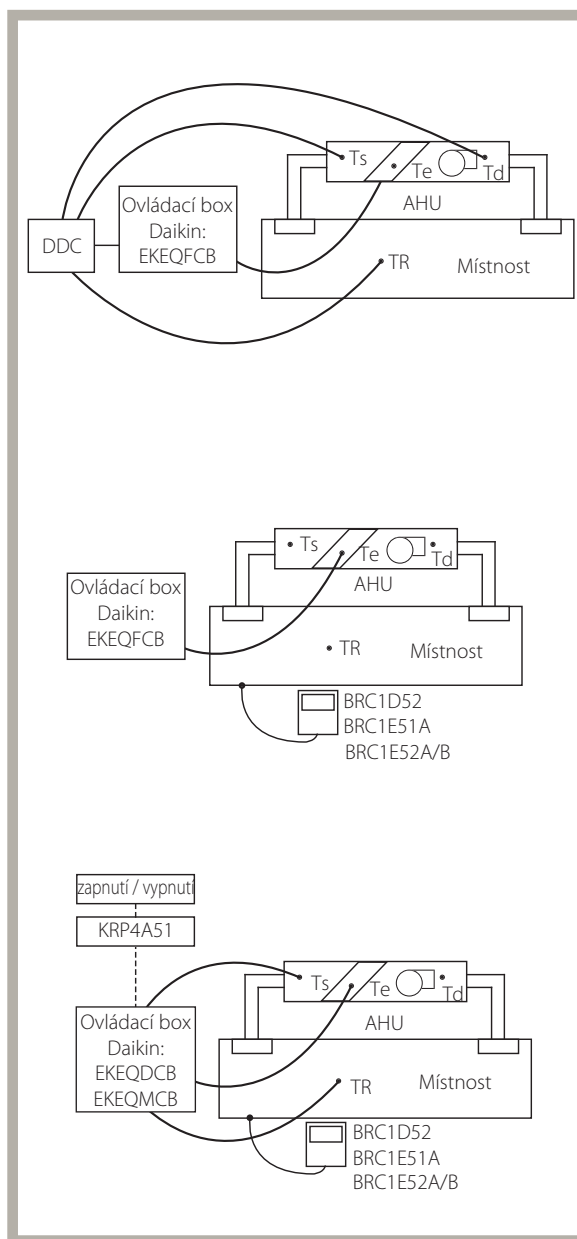 Ts
Te
Td
AHU
Ovládací box
Daikin:
EKEQFCB
DDC
TR
Místnost
Ts
Te
Td
AHU
Ovládací box
Daikin:
EKEQFCB
TR
Místnost
BRC1D52
BRC1E51A
BRC1E52A/B
zapnutí / vypnutí
KRP4A51
Ts
Te
Td
AHU
Ovládací box
Daikin:
EKEQDCB
EKEQMCB
TR
Místnost
BRC1D52
BRC1E51A
BRC1E52A/B